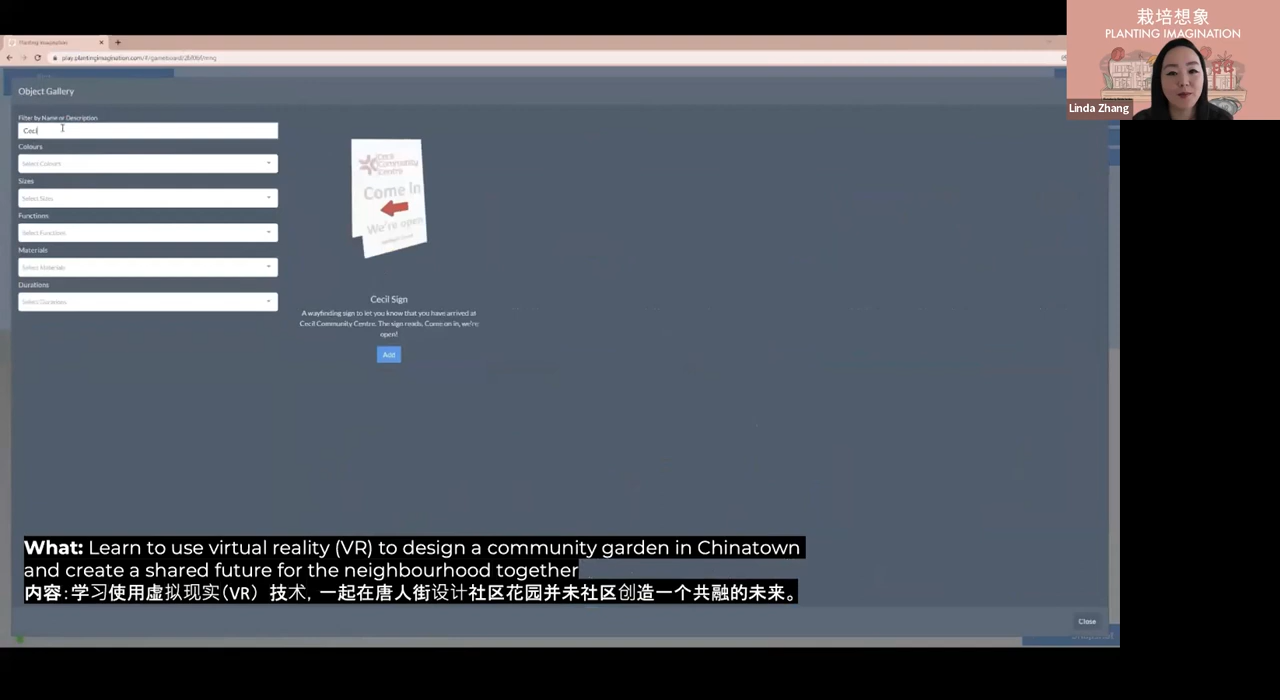 栽培想象
PLANTING IMAGINATION
Linda Zhang
Planting Imagination
Object Gallery
Filter by Name or Description
Ceci
Colours
Select Colours
Sizes
Select Sizes
Functions
Select Functions
Materials
Select Materials
Durations
Select Durations
Cecil
Community
Centre
Come In
We're open
Cecil Sign
A wayfinding sign to let you know that you have arrived at
Cecil Community Centre. The sign reads, Come on in, we're
open!
Add
What: Learn to use virtual reality (VR) to design a community garden in Chinatown
and create a shared future for the neighbourhood together
内容：学习使用虚拟现实（VR）技术，一起在唐人街设计社区花园并未社区创造一个共融的未来。
Close